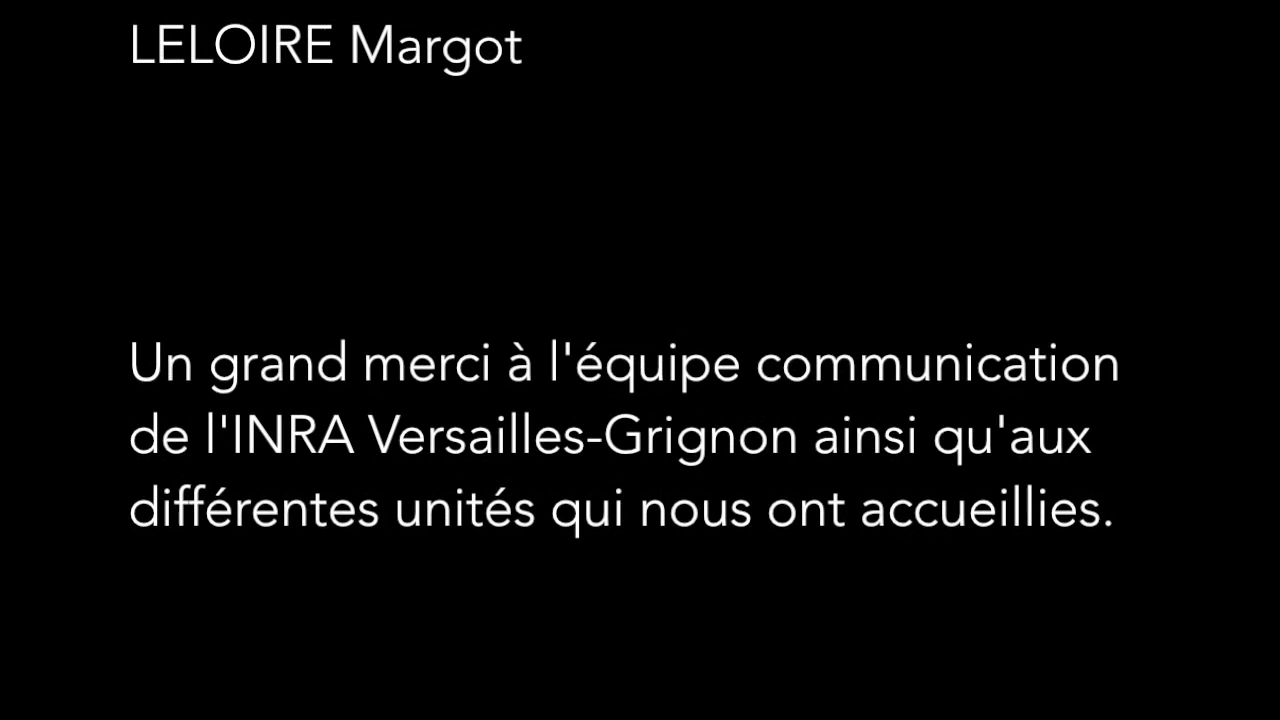 LELOIRE Margot
Un grand merci à l'équipe communication
de l'INRA Versailles-Grignon ainsi qu'aux
différentes unités qui nous ont accueillies.